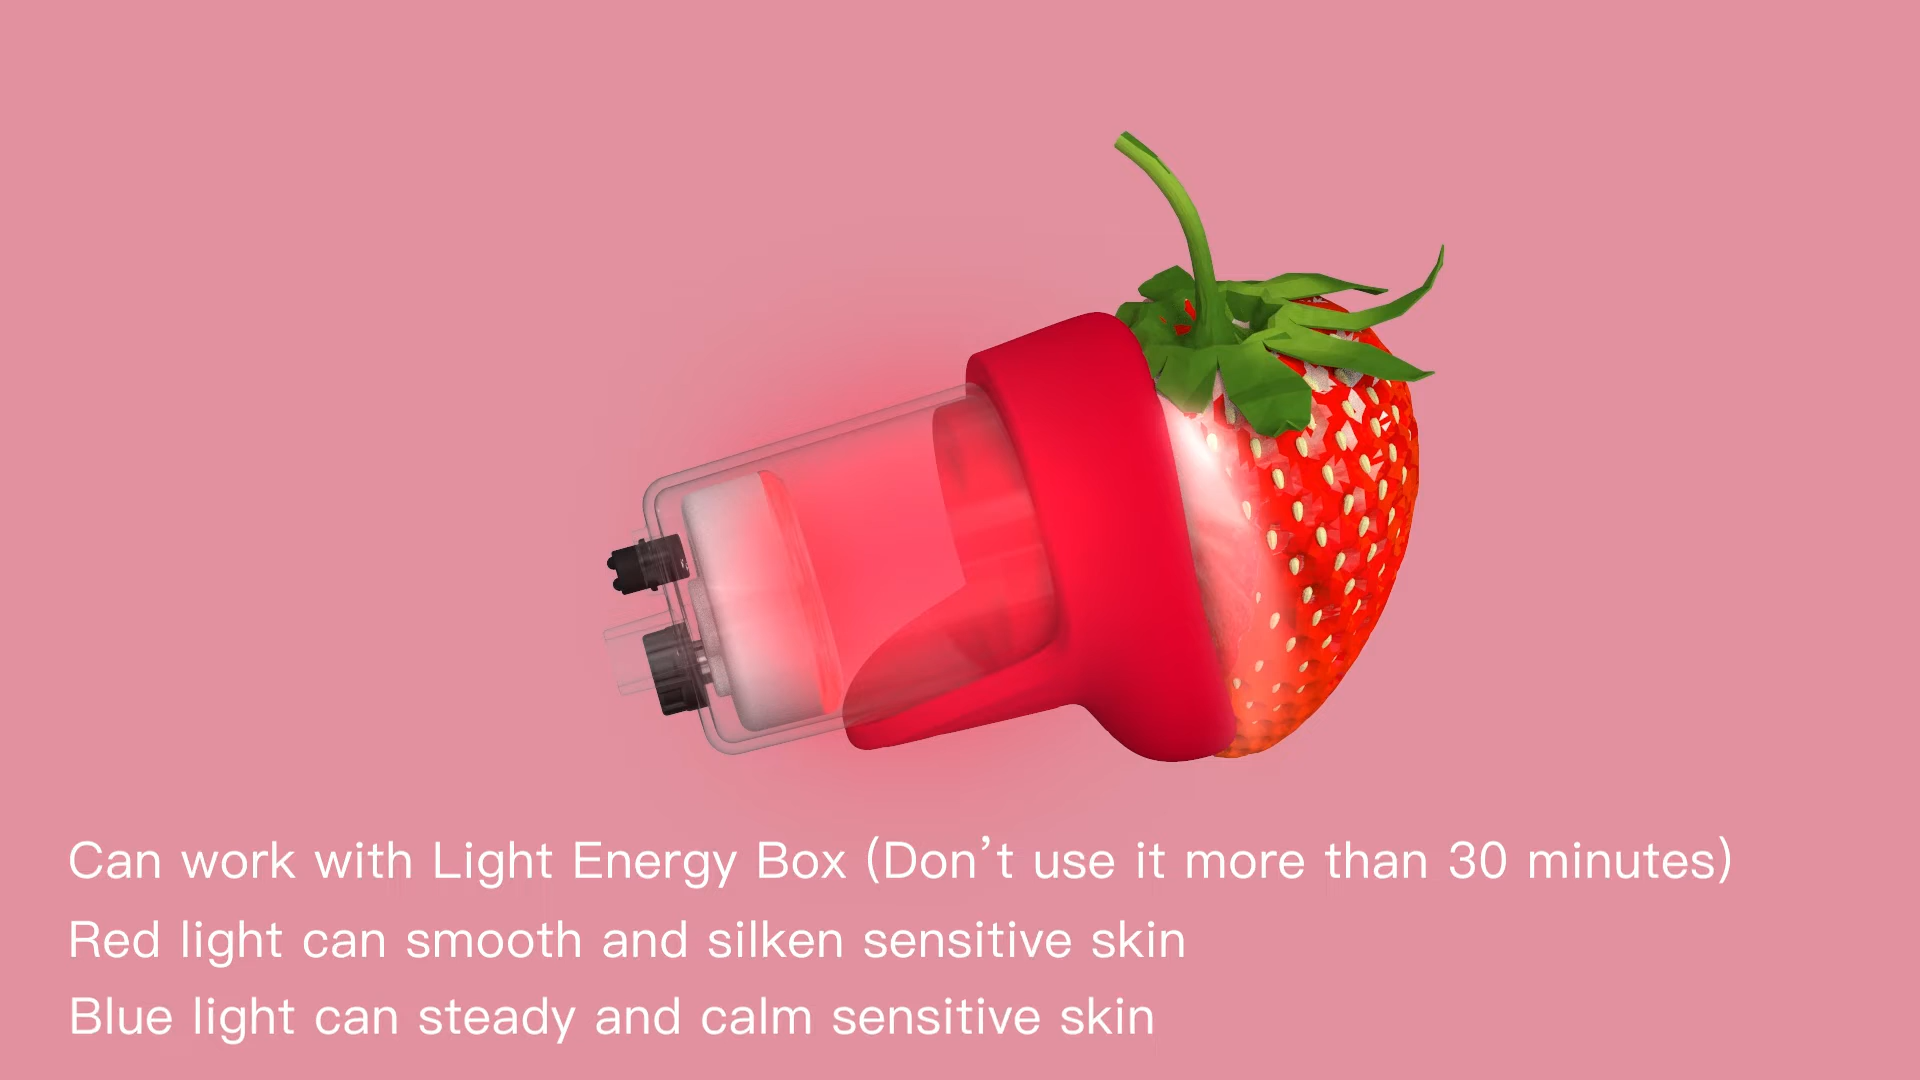 Can work with Light Energy Box (Don’t use it more than 30 minutes)
Red light can smooth and silken sensitive skin
Blue light can steady and calm sensitive skin